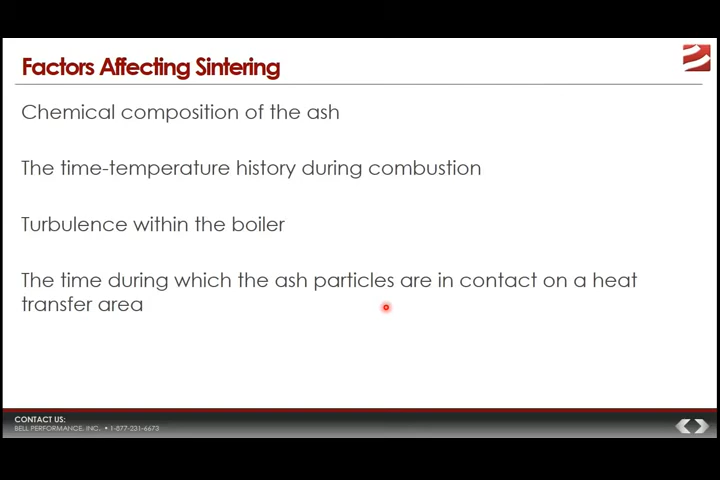 Factors Affecting Sintering
Chemical composition of the ash
The time-temperature history during combustion
Turbulence within the boiler
The time during which the ash particles are in contact on a heat
transfer area
CONTACT US:
BELL PERFORMANCE, INC. • 1-877-231-6673